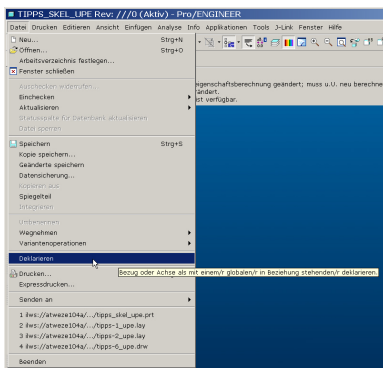 TIPPS_SKEL_UPE Rev: ///0 (Aktiv) - Pro/ENGINEER
Datei Drucken Editieren Ansicht Einfügen Analyse Info Applikationen Tools J-Link Fenster Hilfe
Neu... Strg+N
Öffnen... Strg+O
Arbeitsverzeichnis festlegen...
Fenster schließen
eigenschaftsberechnung geändert; muss u.U. neu berechne
rändert.
ist verfügbar.
Auschecken widerrufen..
Einchecken
Aktualisieren
Statusspalte für Datenbank aktualisieren
Datei sperren
Speichern Strg+S
Kopie speichern...
Geänderte speichern
Datensicherung...
Kopieren aus
Spiegelteil
Integrieren
Umbenennen
Wegnehmen
Variantenoperationen
Deklarieren
Bezug oder Achse als mit einem/r globalen/r in Beziehung stehenden/r deklarieren.
Drucken...
Expressdrucken...
Senden an
1 ilws://atweze104a/.../tipps_skel_upe.prt
2 ilws://atweze104a/.../tipps-1_upe.lay
3 ilws://atweze104a/.../tipps-2_upe.lay
4 ilws://atweze104a/.../tipps-6_upe.drw
Beenden